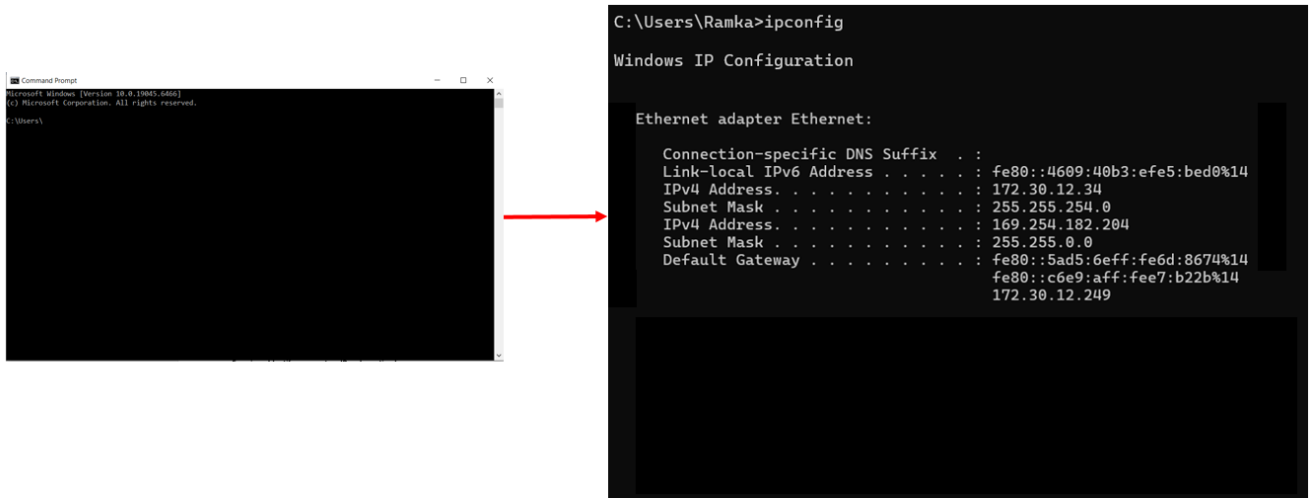 Command Prompt
Microsoft Windows [Version 10.0.19045.6466]
(c) Microsoft Corporation. All rights reserved.
C:\Users\
C:\Users\Ramka>ipconfig
Windows IP Configuration
Ethernet adapter Ethernet:
Connection-specific DNS Suffix  . :
Link-local IPv6 Address . . . . . : fe80::4609:40b3:efe5:bed0%14
IPv4 Address. . . . . . . . . . . : 172.30.12.34
Subnet Mask . . . . . . . . . . . : 255.255.254.0
IPv4 Address. . . . . . . . . . . : 169.254.182.204
Subnet Mask . . . . . . . . . . . : 255.255.0.0
Default Gateway . . . . . . . . . : fe80::5ad5:6eff:fe6d:8674%14
fe80::c6e9:aff:fee7:b22b%14
172.30.12.249